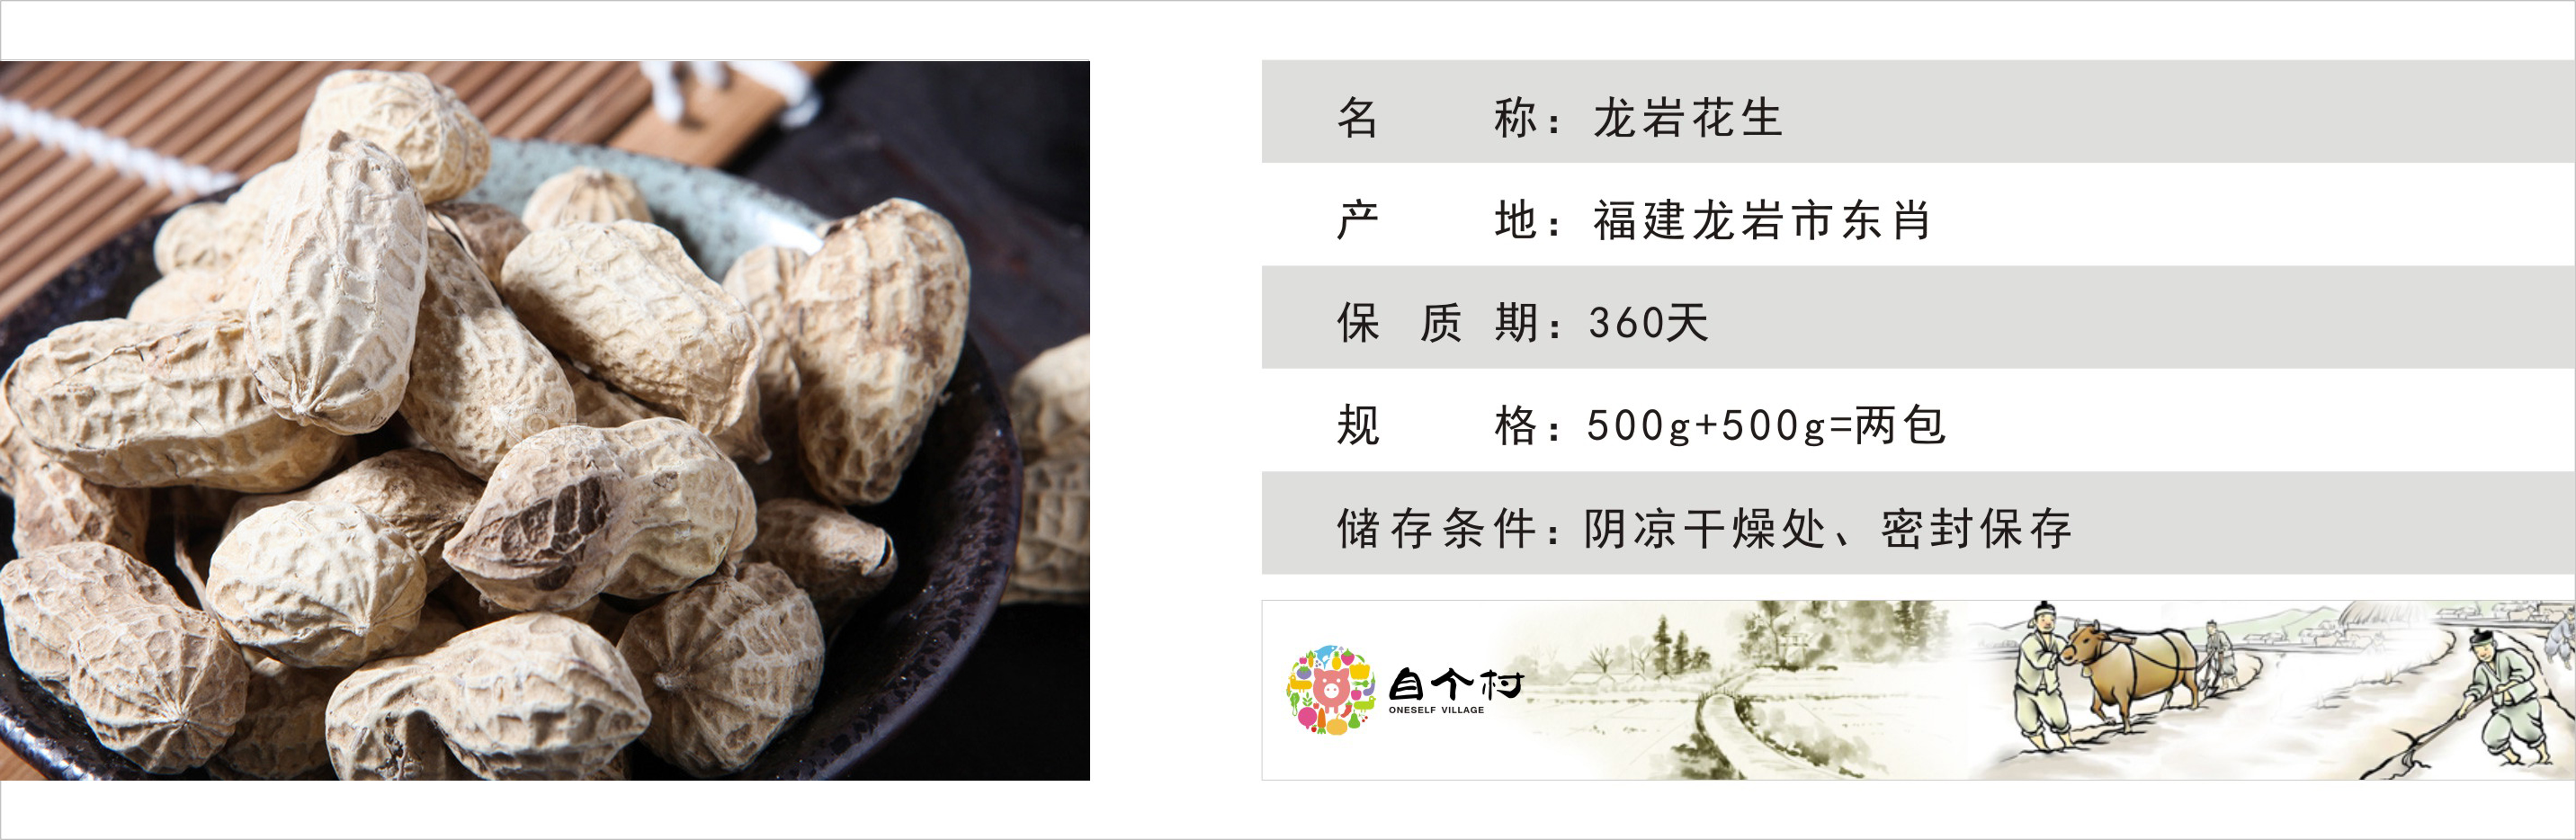 名称：龙岩花生
产地：福建龙岩市东肖
保质期：360天
规格：500g+500g=两包
储存条件：阴凉干燥处、密封保存
自个村
ONESELF VILLAGE